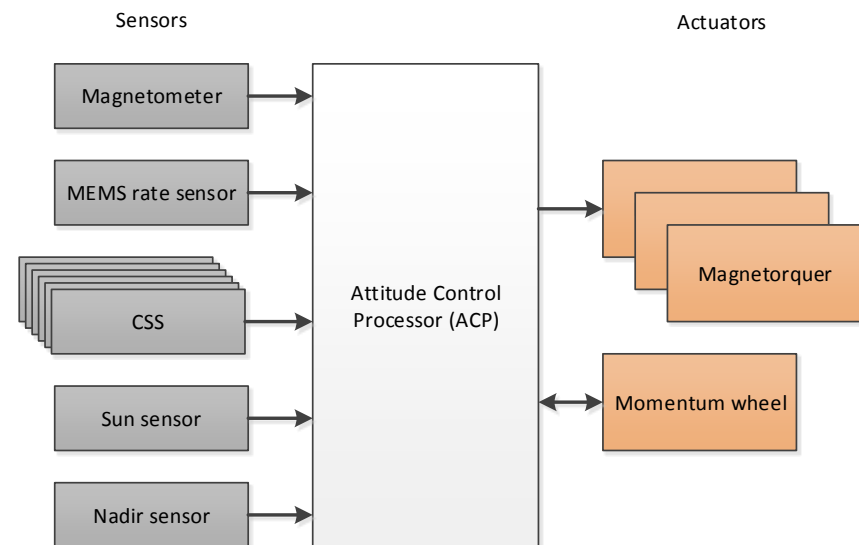 Sensors
Actuators
Magnetometer
MEMS rate sensor
CSS
Sun sensor
Nadir sensor
Attitude Control
Processor (ACP)
Magnetorquer
Momentum wheel